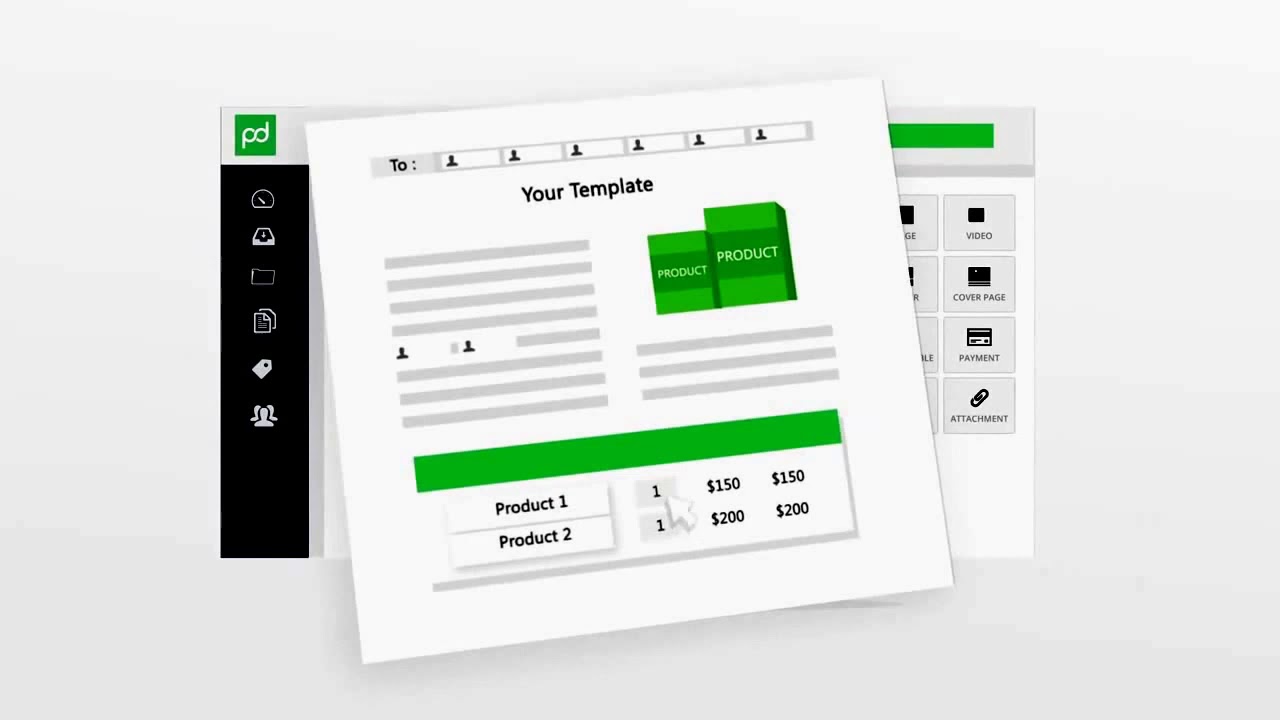 pd
To :
Your Template
PRODUCT
PRODUCT
Product 1 1 $150 $150
Product 2 1 $200 $200
GE
VIDEO
R
COVER PAGE
LE
PAYMENT
ATTACHMENT